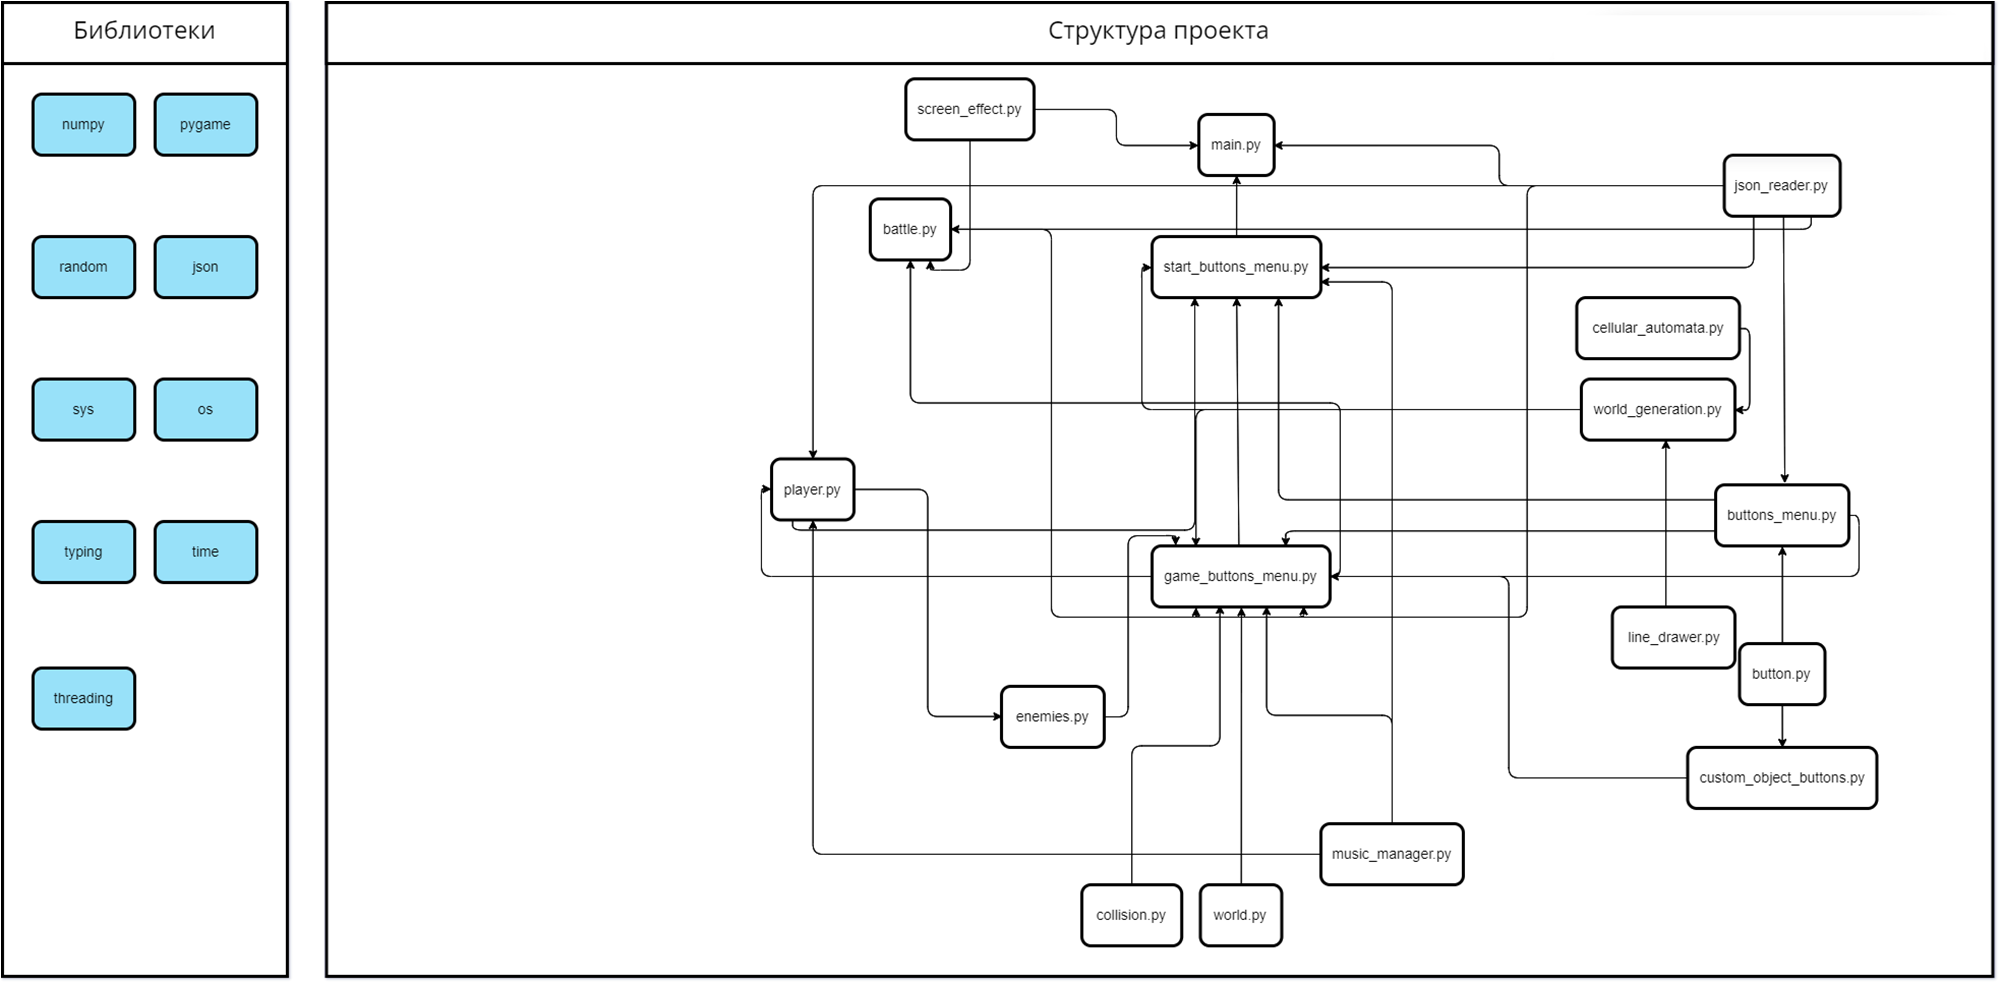 Библиотеки
numpy
pygame
random
json
sys
os
typing
time
threading
Структура проекта
screen_effect.py
main.py
json_reader.py
battle.py
start_buttons_menu.py
cellular_automata.py
world_generation.py
player.py
buttons_menu.py
game_buttons_menu.py
line_drawer.py
button.py
enemies.py
custom_object_buttons.py
music_manager.py
collision.py
world.py